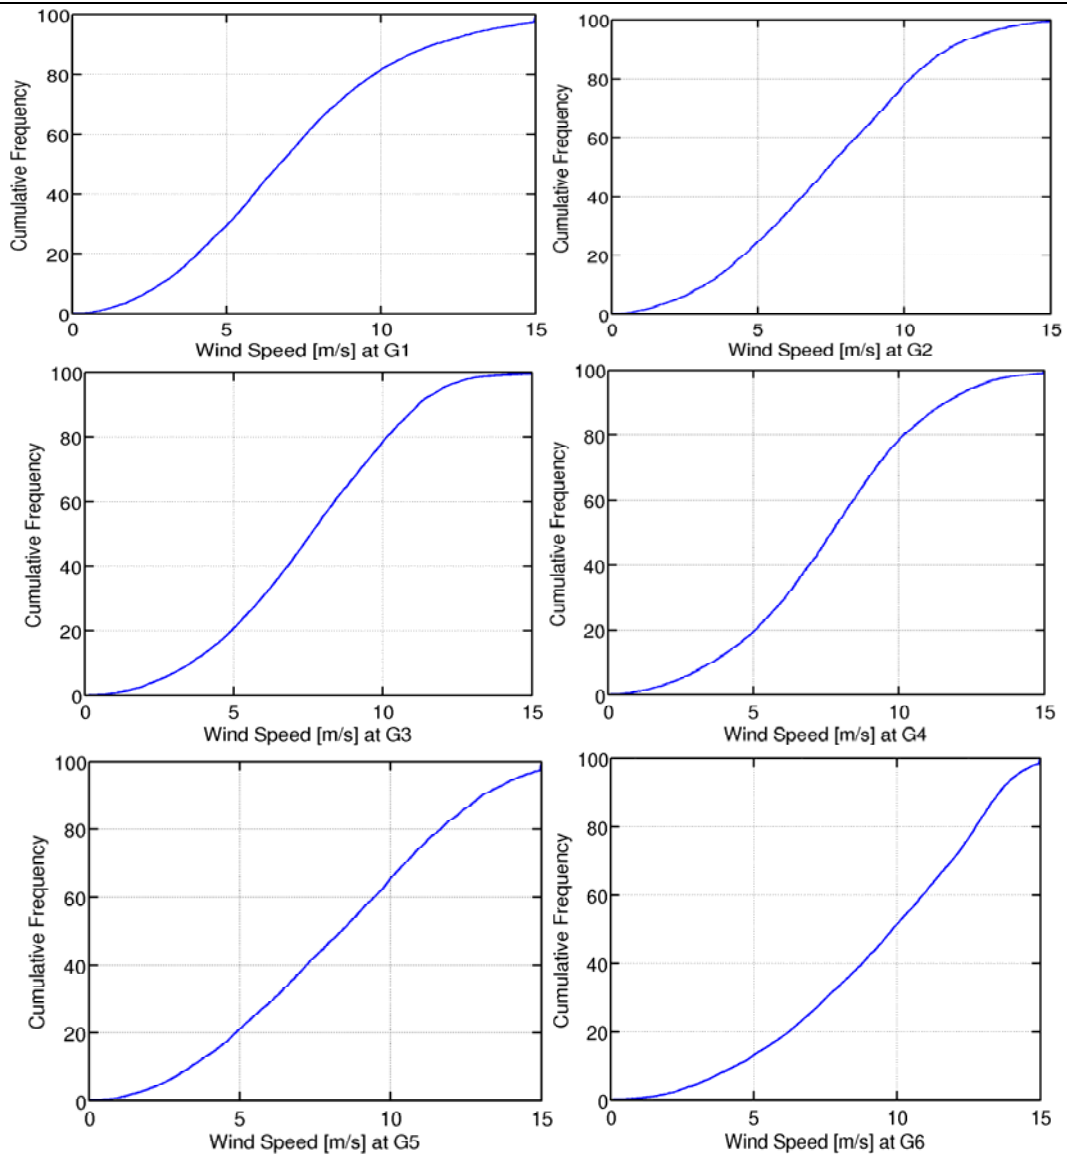 100
80
60
40
20
0
Cumulative Frequency
0 5 10 15
Wind Speed [m/s] at G1
100
80
60
40
20
0
Cumulative Frequency
0 5 10 15
Wind Speed [m/s] at G2
100
80
60
40
20
0
Cumulative Frequency
0 5 10 15
Wind Speed [m/s] at G3
100
80
60
40
20
0
Cumulative Frequency
0 5 10 15
Wind Speed [m/s] at G4
100
80
60
40
20
0
Cumulative Frequency
0 5 10 15
Wind Speed [m/s] at G5
100
80
60
40
20
0
Cumulative Frequency
0 5 10 15
Wind Speed [m/s] at G6